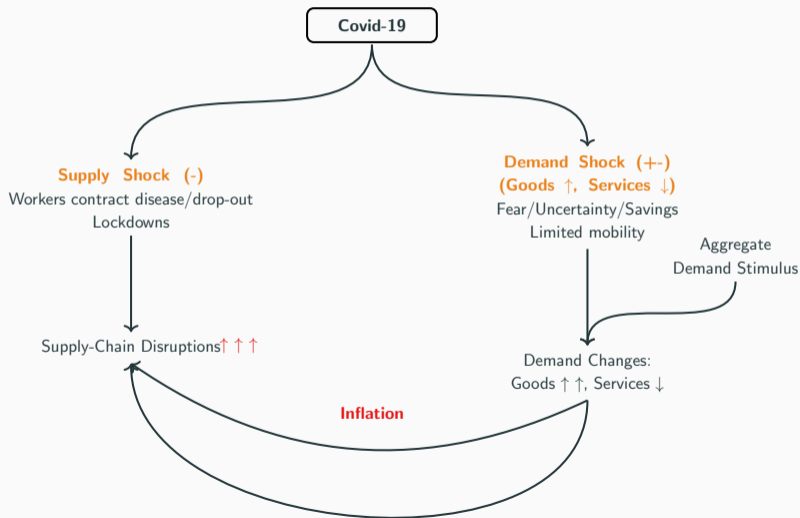 Covid-19
Supply Shock (-)
Workers contract disease/drop-out
Lockdowns
Demand Shock (+-)
(Goods ↑, Services ↓)
Fear/Uncertainty/Savings
Limited mobility
Aggregate
Demand Stimulus
Supply-Chain Disruptions↑ ↑ ↑
Demand Changes:
Goods ↑ ↑, Services ↓
Inflation